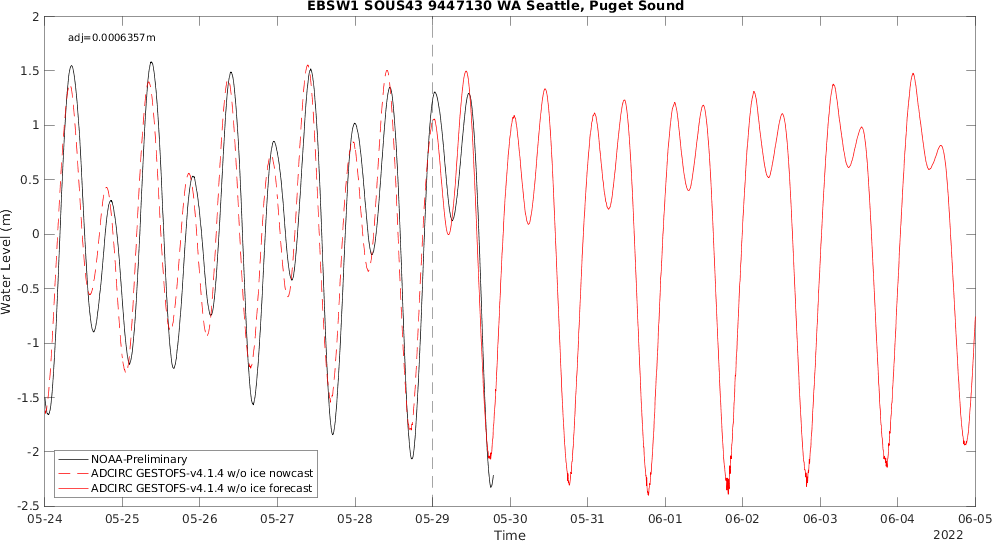 EBSW1 SOUS43 9447130 WA Seattle, Puget Sound
adj=0.0006357m
2
1.5
1
0.5
0
-0.5
-1
-1.5
-2
-2.5
Water Level (m)
NOAA-Preliminary
ADCIRC GESTOFS-v4.1.4 w/o ice nowcast
ADCIRC GESTOFS-v4.1.4 w/o ice forecast
05-24 05-25 05-26 05-27 05-28 05-29 05-30 05-31 06-01 06-02 06-03 06-04 06-05
Time
2022